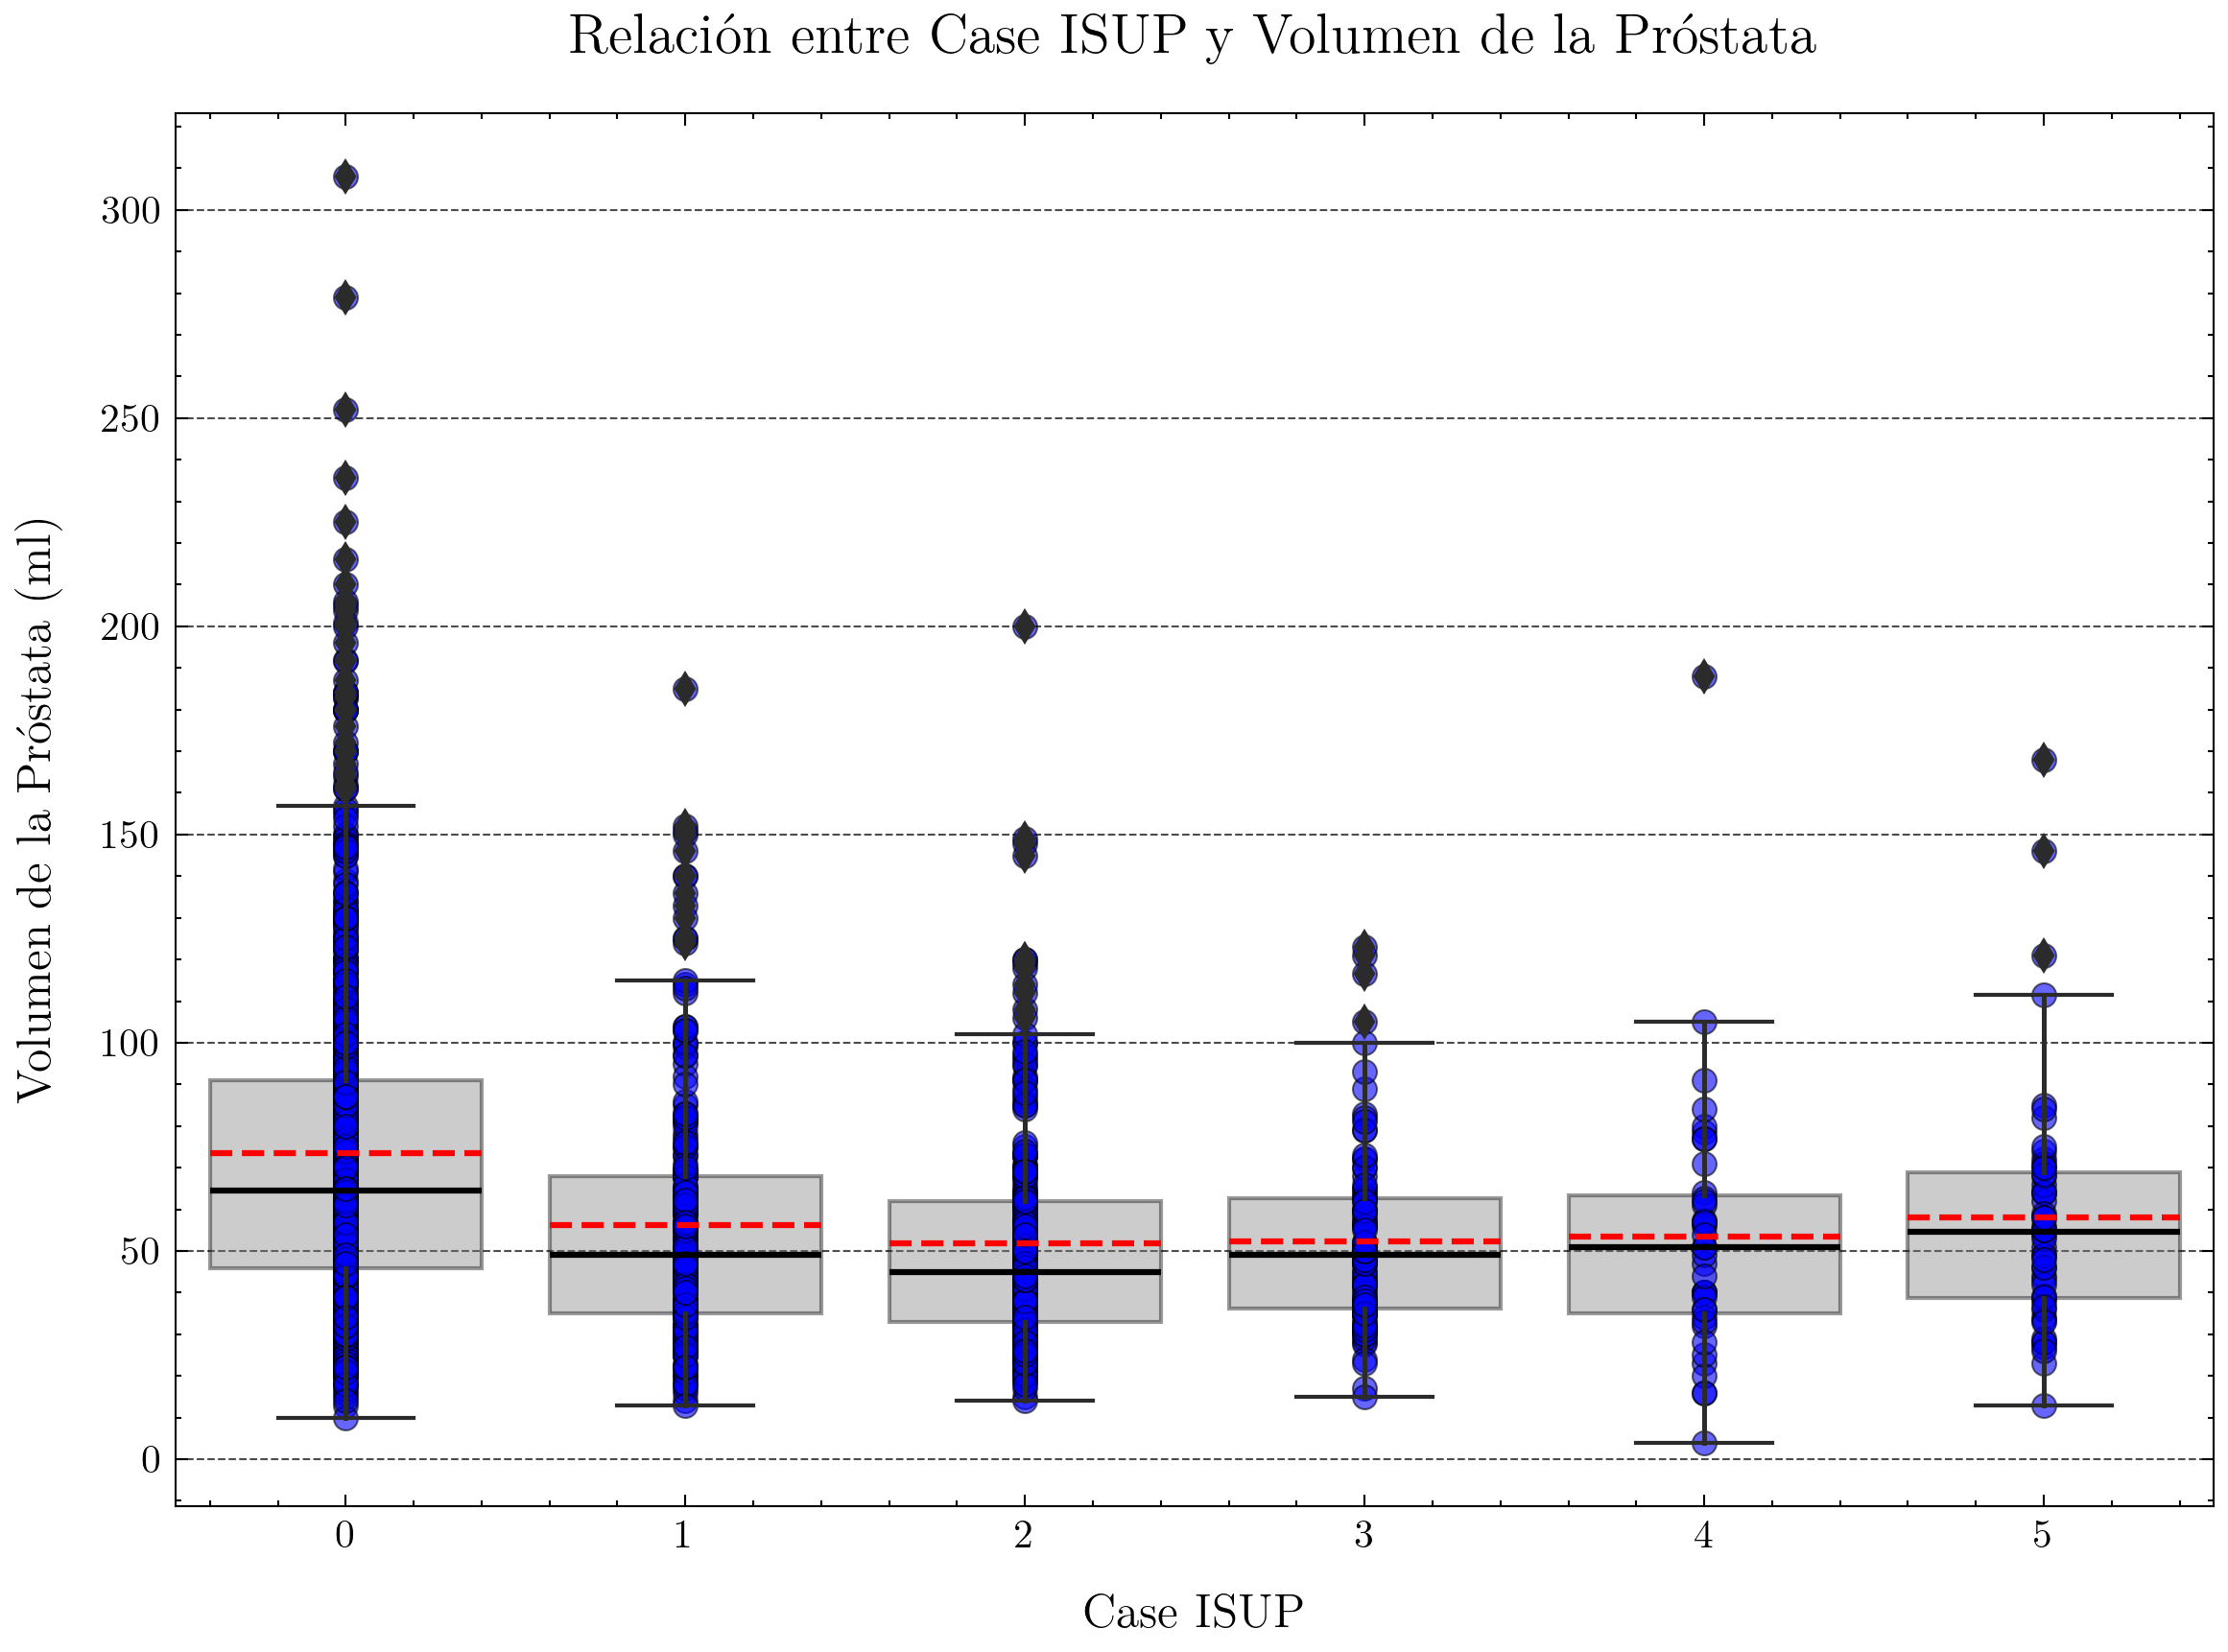 Relación entre Case ISUP y Volumen de la Próstata
Volumen de la Próstata (ml)
300
250
200
150
100
50
0
0 1 2 3 4 5
Case ISUP